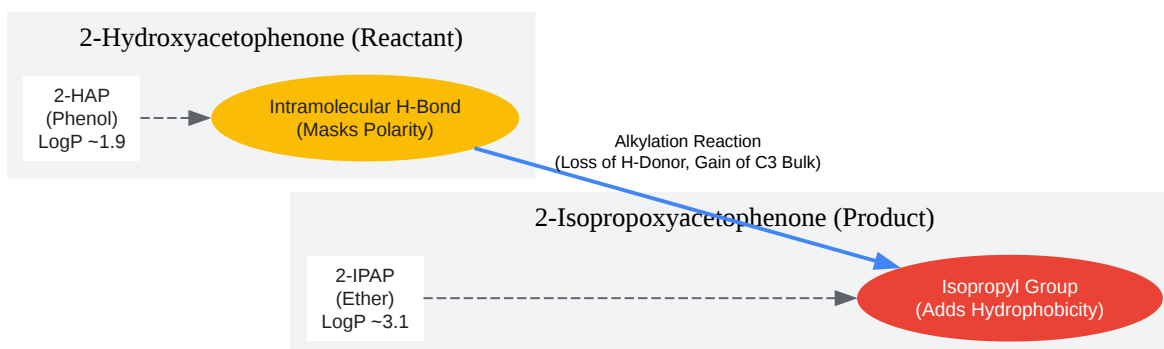 2-Hydroxyacetophenone (Reactant)
2-HAP
(Phenol)
LogP ~1.9
Intramolecular H-Bond
(Masks Polarity)
Alkylation Reaction
(Loss of H-Donor, Gain of C3 Bulk)
2-Isopropoxyacetophenone (Product)
2-IPAP
(Ether)
LogP ~3.1
Isopropyl Group
(Adds Hydrophobicity)